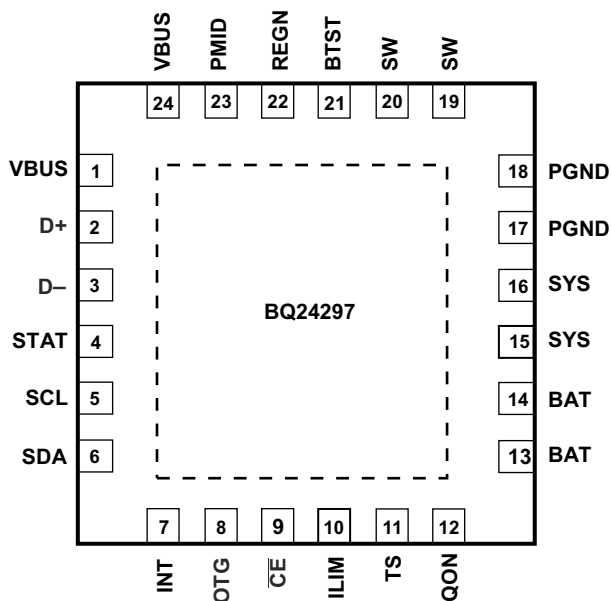 VBUS PMID REGN BTST SW SW
24 23 22 21 20 19
VBUS 1 18 PGND
D+ 2 17 PGND
D– 3 16 SYS
STAT 4 15 SYS
SCL 5 14 BAT
SDA 6 13 BAT
BQ24297
7 8 9 10 11 12
INT OTG C̅E̅ ILIM TS QON